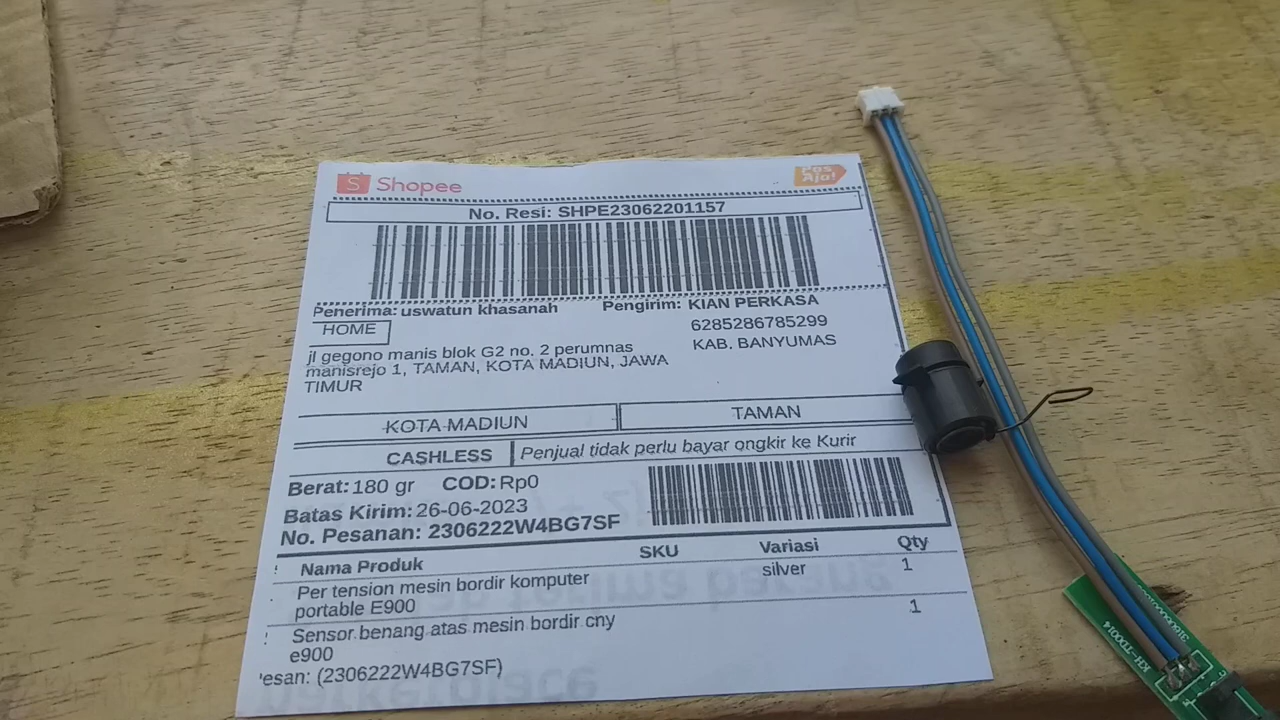 Shopee
Pos Aja!
No. Resi: SHPE23062201157
Penerima: uswatun khasanah
Pengirim: KIAN PERKASA
HOME
6285286785299
KAB. BANYUMAS
jl gegono manis blok G2 no. 2 perumnas
manisrejo 1, TAMAN, KOTA MADIUN, JAWA
TIMUR
KOTA MADIUN
TAMAN
CASHLESS
Penjual tidak perlu bayar ongkir ke Kurir
Berat: 180 gr COD: Rp0
Batas Kirim: 26-06-2023
No. Pesanan: 2306222W4BG7SF
Nama Produk SKU Variasi Qty
Per tension mesin bordir komputer silver 1
portable E900
Sensor benang atas mesin bordir cny 1
e900
esan: (2306222W4BG7SF)
KH-TD0014